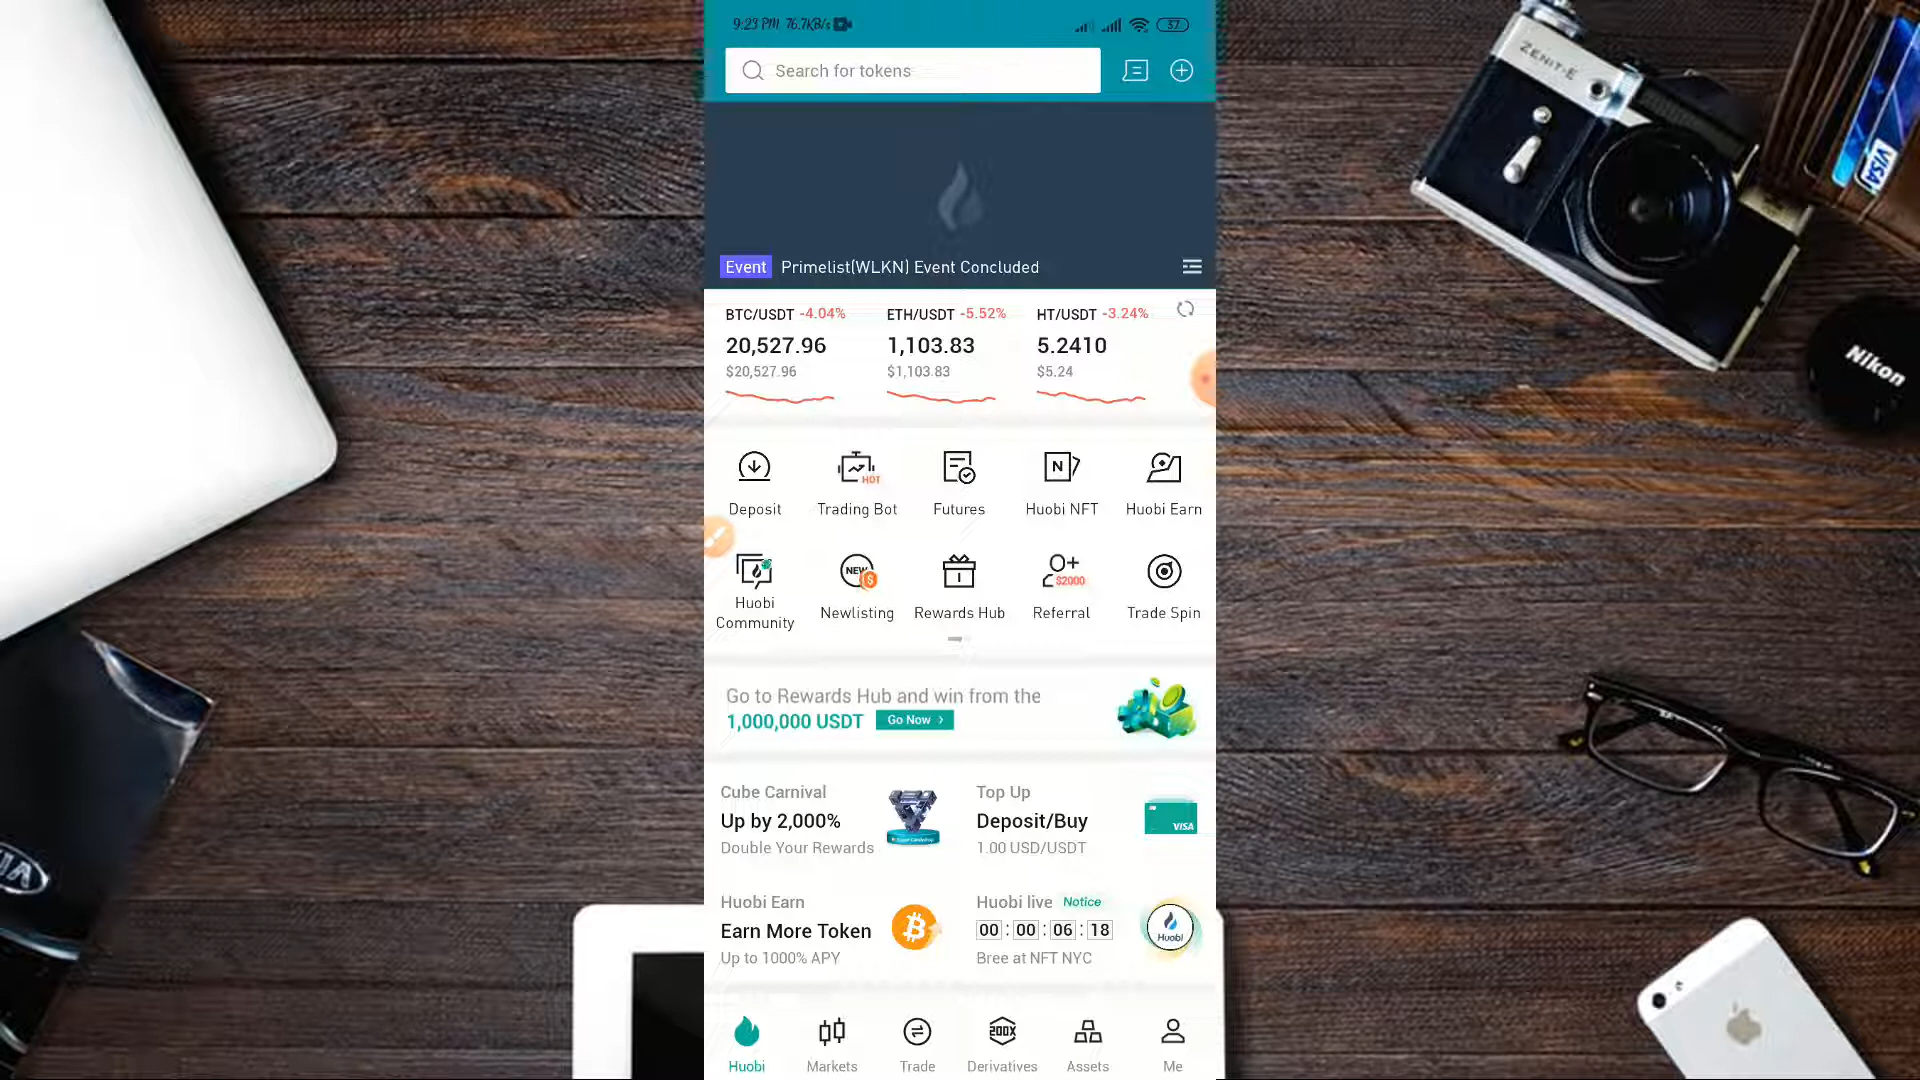 9:23 PM 76.7KB/s
37
Search for tokens
Event Primelist(WLKN) Event Concluded
BTC/USDT -4.04% ETH/USDT -5.52% HT/USDT -3.24%
20,527.96 1,103.83 5.2410
$20,527.96 $1,103.83 $5.24
HOT
N
Deposit Trading Bot Futures Huobi NFT Huobi Earn
NEW $
$2000
Huobi Community Newlisting Rewards Hub Referral Trade Spin
Go to Rewards Hub and win from the
1,000,000 USDT Go Now >
Cube Carnival
Up by 2,000%
Double Your Rewards
Top Up
Deposit/Buy
1.00 USD/USDT
VISA
Huobi Earn
Earn More Token
Up to 1000% APY
Huobi live Notice
00 : 00 : 06 : 18
Bree at NFT NYC
Huobi
200X
Huobi Markets Trade Derivatives Assets Me
ZENIT-E
VISA
Nikon